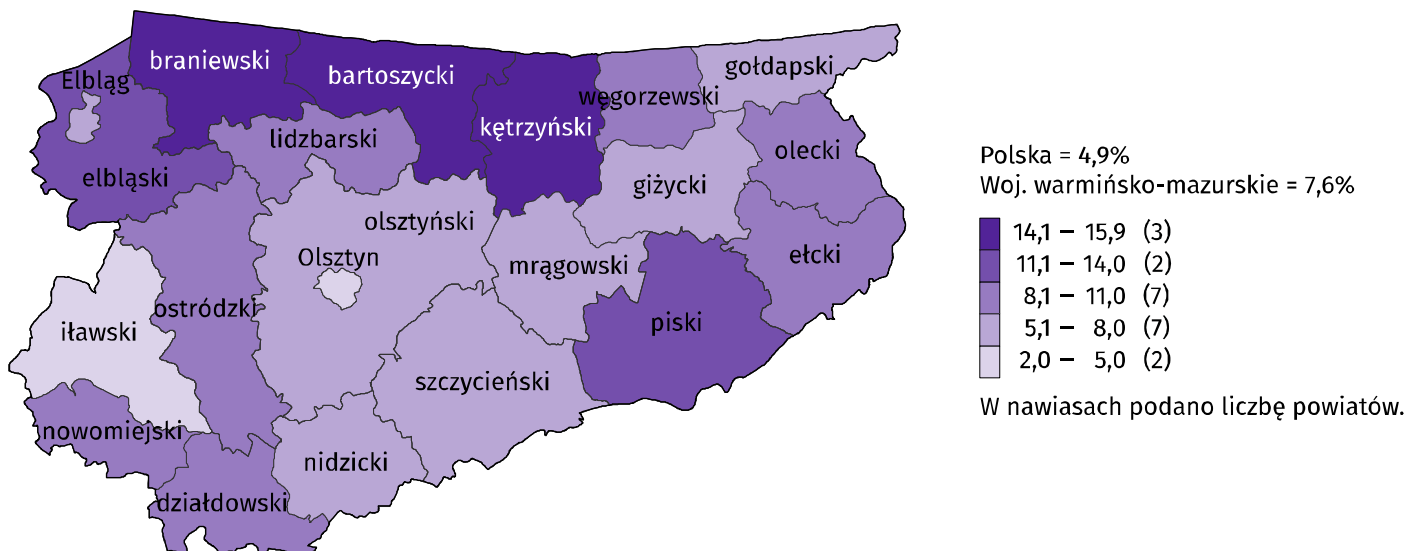 braniewski
bartoszycki
gołdapski
Elbląg
węgorzewski
kętrzyński
lidzbarski
olecki
elbląski
giżycki
olsztyński
Olsztyn
mrągowski
ełcki
ostródzki
iławski
piski
szczycieński
nowomiejski
nidzicki
działdowski
Polska = 4,9%
Woj. warmińsko-mazurskie = 7,6%
14,1 – 15,9 (3)
11,1 – 14,0 (2)
8,1 – 11,0 (7)
5,1 – 8,0 (7)
2,0 – 5,0 (2)
W nawiasach podano liczbę powiatów.